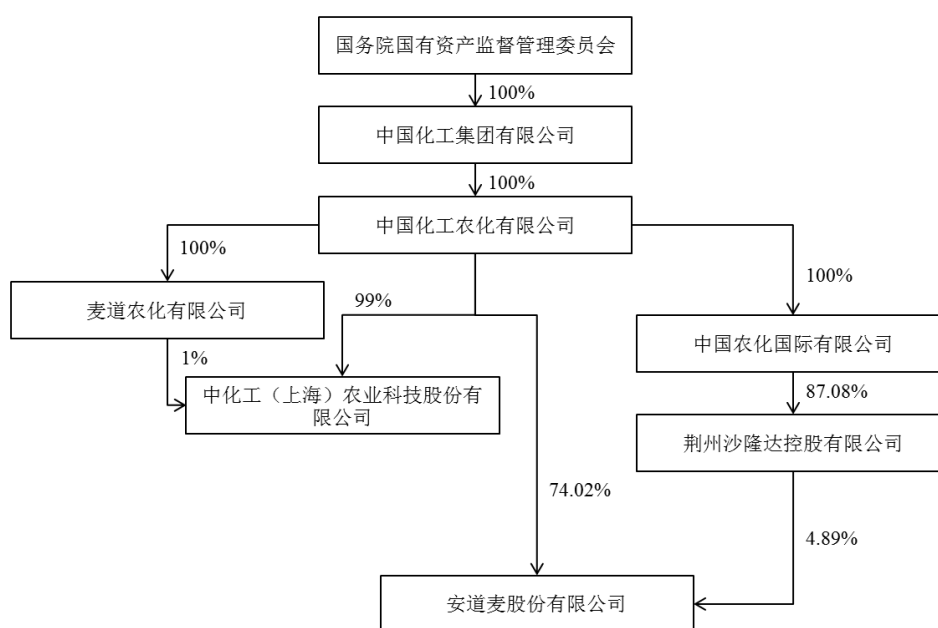 国务院国有资产监督管理委员会
100%
中国化工集团有限公司
100%
中国化工农化有限公司
100%
100%
麦道农化有限公司
99%
中国农化国际有限公司
1%
中化工（上海）农业科技股份有
限公司
87.08%
荆州沙隆达控股有限公司
74.02%
4.89%
安道麦股份有限公司